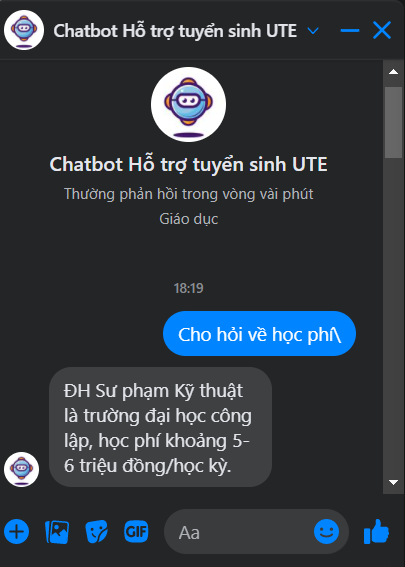 Chatbot Hỗ trợ tuyển sinh UTE
Chatbot Hỗ trợ tuyển sinh UTE
Thường phản hồi trong vòng vài phút
Giáo dục
18:19
Cho hỏi về học phí\
ĐH Sư phạm Kỹ thuật
là trường đại học công
lập, học phí khoảng 5-
6 triệu đồng/học kỳ.
GIF
Aa